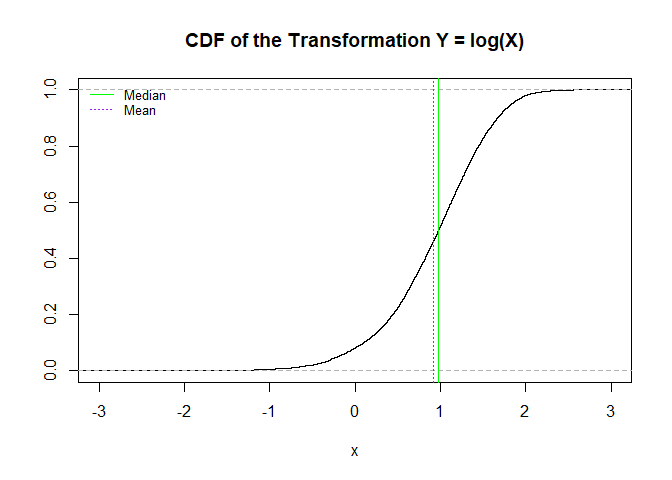 CDF of the Transformation Y = log(X)
Median
Mean
1.0
0.8
0.6
0.4
0.2
0.0
-3 -2 -1 0 1 2 3
x